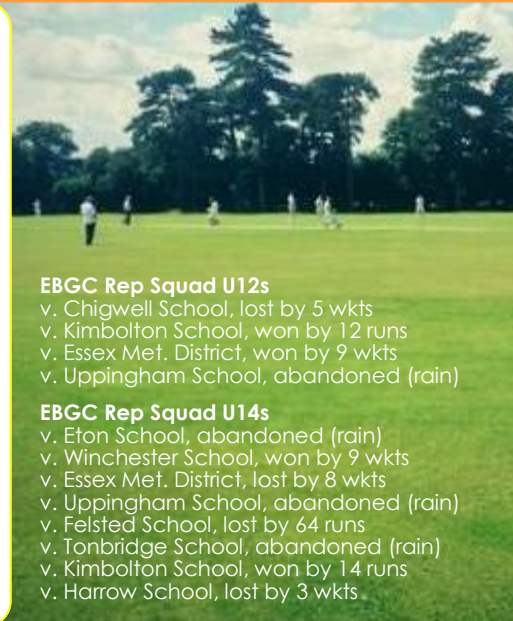 EBGC Rep Squad U12s
v. Chigwell School, lost by 5 wkts
v. Kimbolton School, won by 12 runs
v. Essex Met. District, won by 9 wkts
v. Uppingham School, abandoned (rain)
EBGC Rep Squad U14s
v. Eton School, abandoned (rain)
v. Winchester School, won by 9 wkts
v. Essex Met. District, lost by 8 wkts
v. Uppingham School, abandoned (rain)
v. Felsted School, lost by 64 runs
v. Tonbridge School, abandoned (rain)
v. Kimbolton School, won by 14 runs
v. Harrow School, lost by 3 wkts